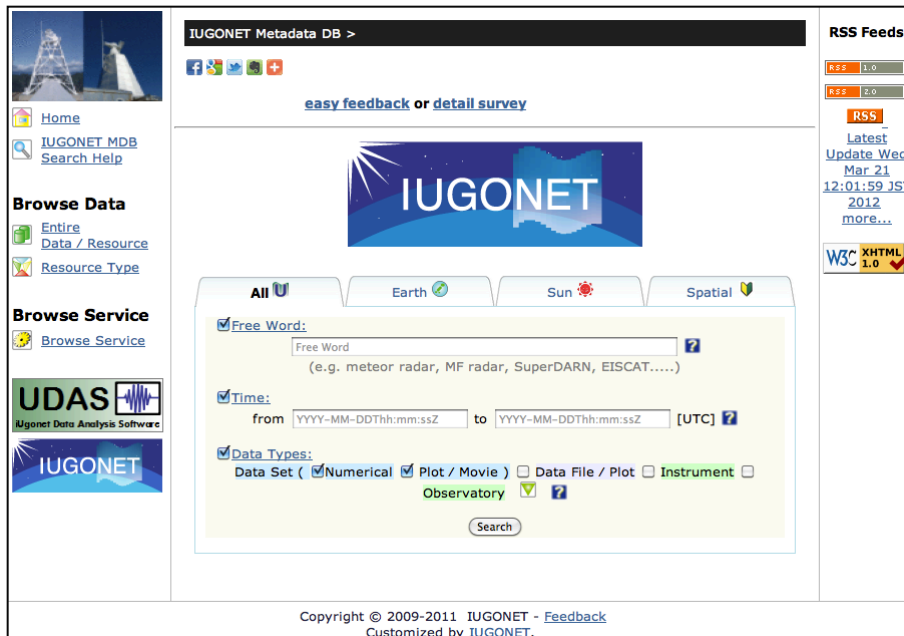 IUGONET Metadata DB >
easy feedback or detail survey
Home
IUGONET MDB
Search Help
Browse Data
Entire
Data / Resource
Resource Type
Browse Service
Browse Service
UDAS
iUgonet Data Analysis Software
IUGONET
IUGONET
All
Earth
Sun
Spatial
Free Word:
Free Word
?
(e.g. meteor radar, MF radar, SuperDARN, EISCAT.....)
Time:
from YYYY-MM-DDThh:mm:ssZ to YYYY-MM-DDThh:mm:ssZ [UTC] ?
Data Types:
Data Set ( Numerical Plot / Movie ) Data File / Plot Instrument
Observatory ?
Search
RSS Feeds
RSS 1.0
RSS 2.0
RSS
Latest
Update Wed
Mar 21
12:01:59 JST
2012
more...
W3C XHTML
1.0
Copyright © 2009-2011 IUGONET - Feedback
Customized by IUGONET.